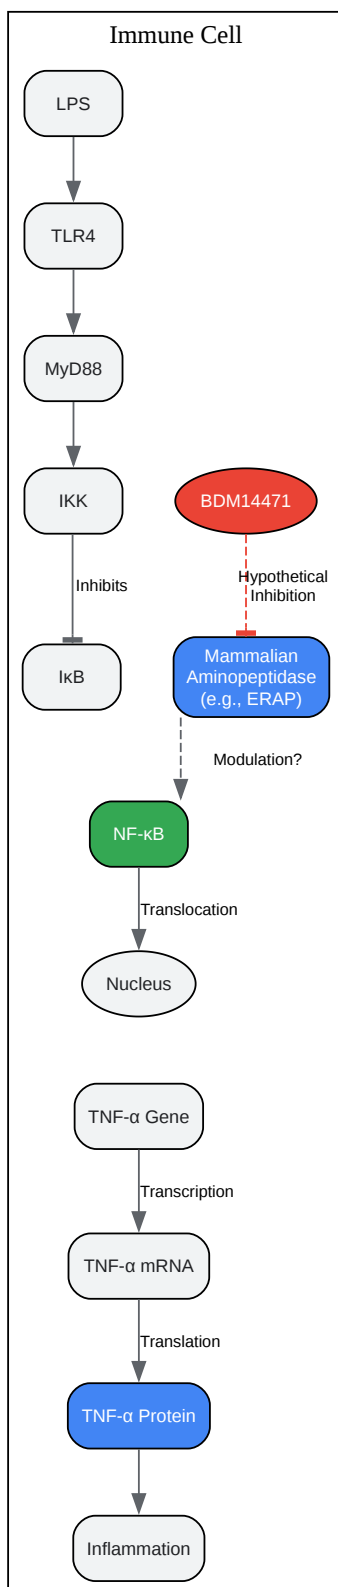 Immune Cell
LPS
TLR4
MyD88
IKK
BDM14471
Inhibits
Hypothetical
Inhibition
IκB
Mammalian
Aminopeptidase
(e.g., ERAP)
Modulation?
NF-κB
Translocation
Nucleus
TNF-α Gene
Transcription
TNF-α mRNA
Translation
TNF-α Protein
Inflammation